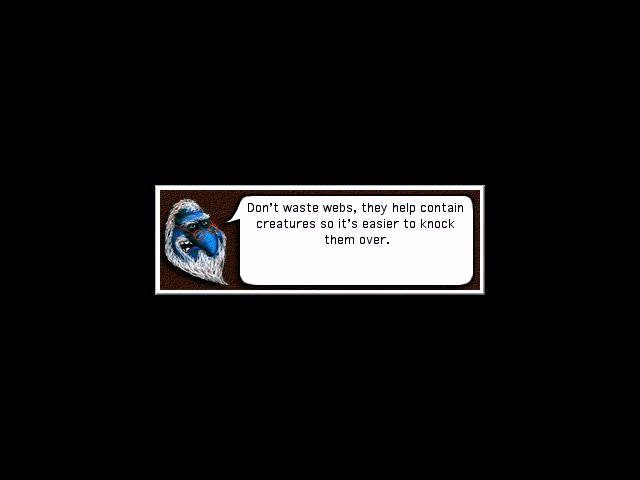 Don't waste webs, they help contain
creatures so it's easier to knock
them over.